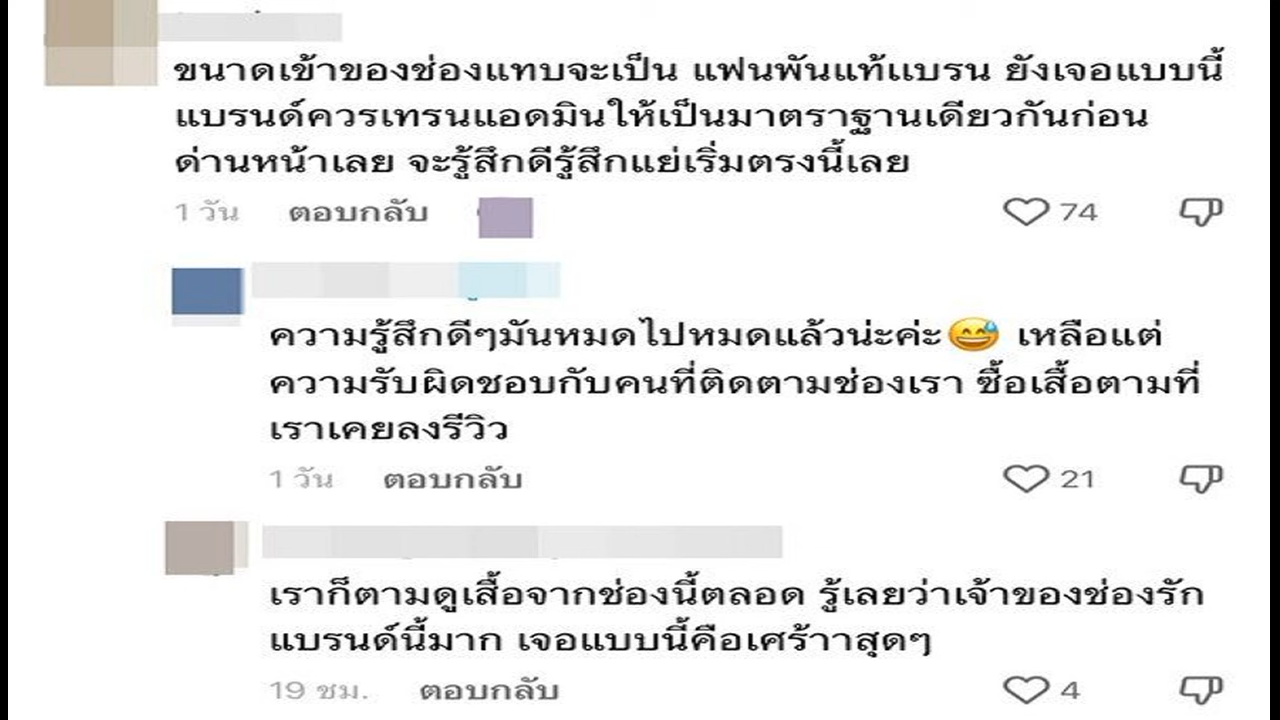 ขนาดเข้าของช่องแทบจะเป็น แฟนพันแท้แบรน ยังเจอแบบนี้
แบรนด์ควรเทรนแอดมินให้เป็นมาตราฐานเดียวกันก่อน
ด่านหน้าเลย จะรู้สึกดีรู้สึกแย่เริ่มตรงนี้เลย
1 วัน ตอบกลับ 74
ความรู้สึกดีๆมันหมดไปหมดแล้วน่ะค่ะ😅 เหลือแต่
ความรับผิดชอบกับคนที่ติดตามช่องเรา ซื้อเสื้อตามที่
เราเคยลงรีวิว
1 วัน ตอบกลับ 21
เราก็ตามดูเสื้อจากช่องนี้ตลอด รู้เลยว่าเจ้าของช่องรัก
แบรนด์นี้มาก เจอแบบนี้คือเศร้าาสุดๆ
19 ชม. ตอบกลับ 4